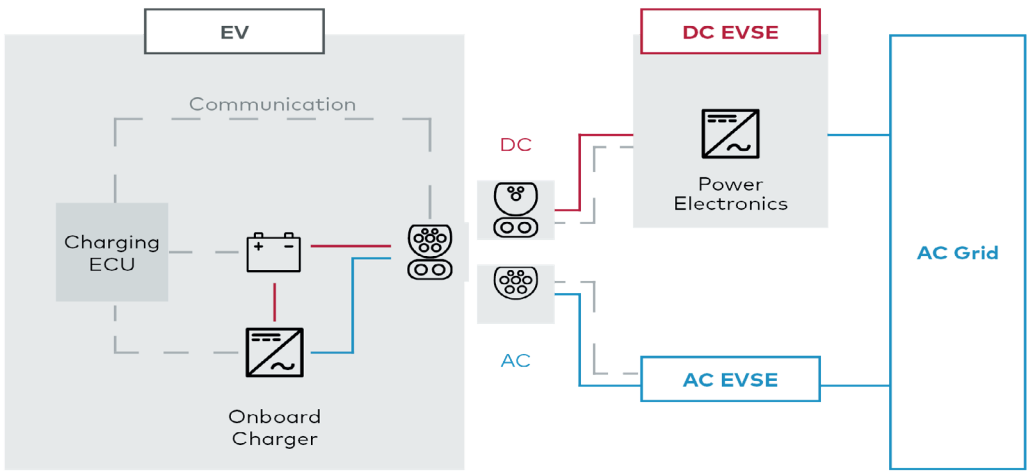 EV
DC EVSE
Communication
DC
Power
Electronics
Charging
ECU
+ -
AC Grid
AC
AC EVSE
Onboard
Charger